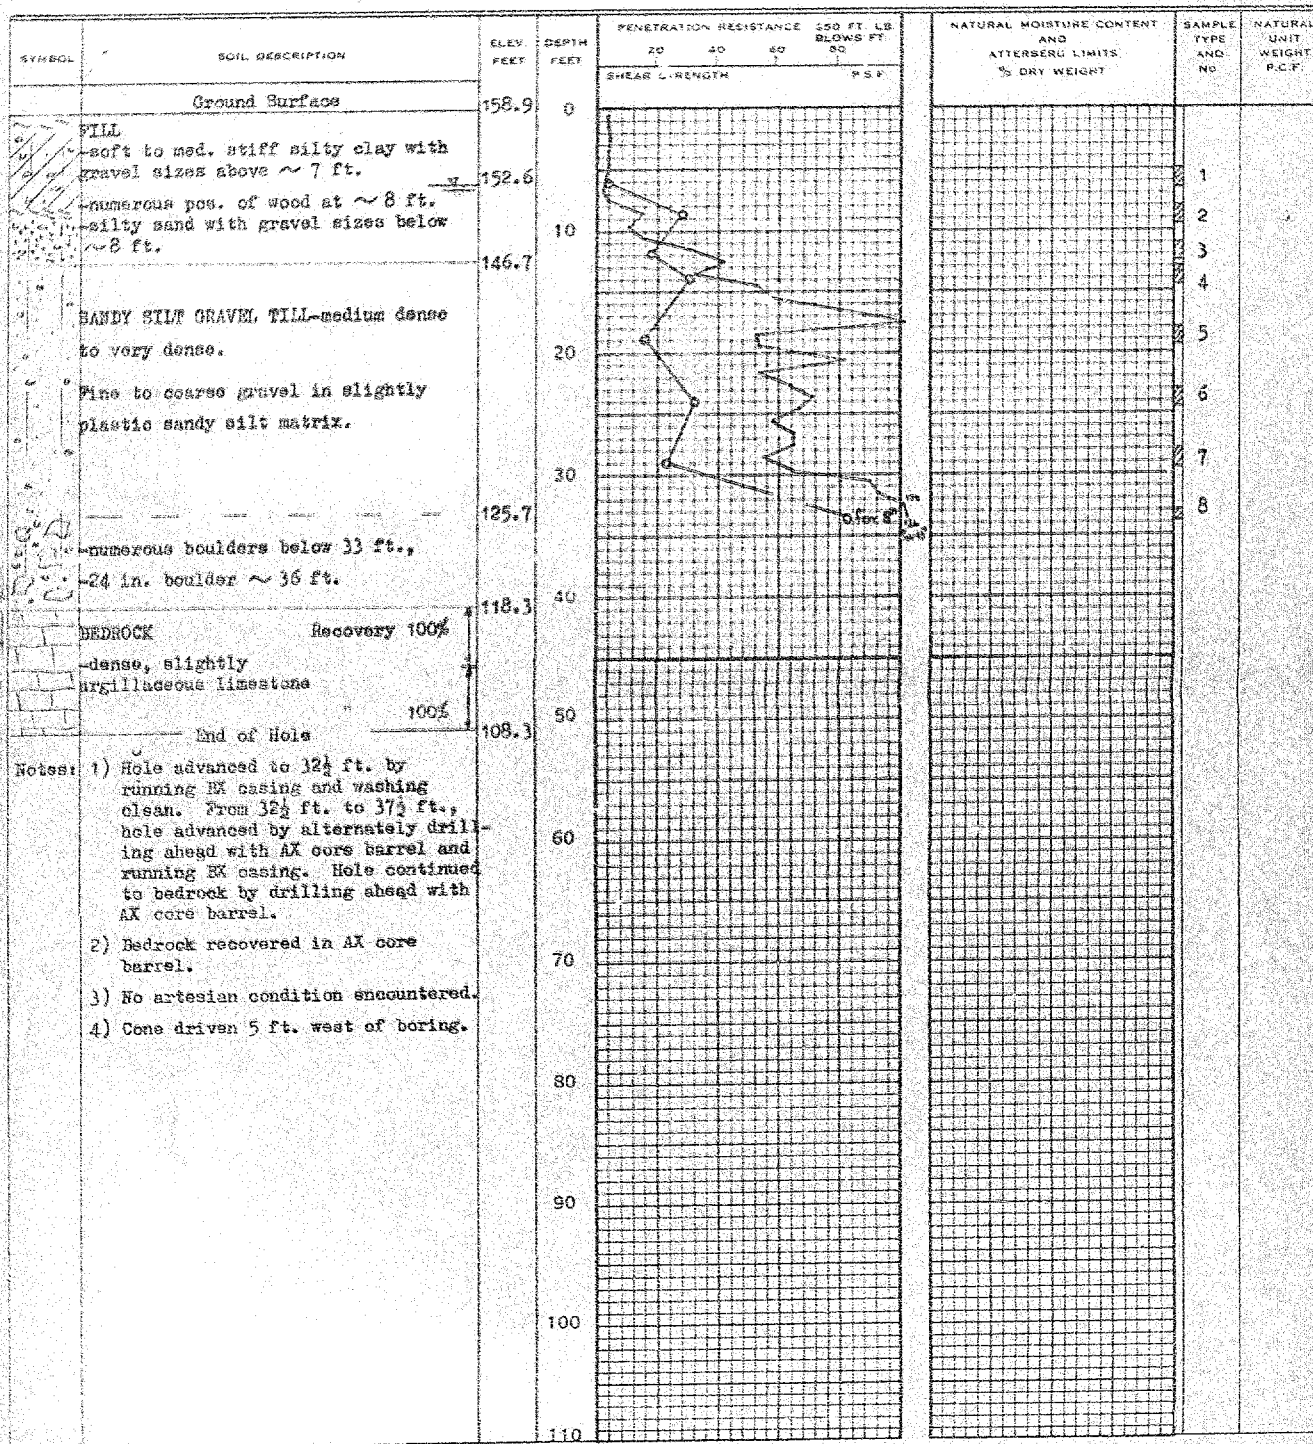 SYMBOL
SOIL DESCRIPTION
ELEV. FEET
DEPTH FEET
PENETRATION RESISTANCE 350 FT. LB.
BLOWS FT.
20 40 60 80
SHEAR STRENGTH P.S.F.
NATURAL MOISTURE CONTENT
AND
ATTERBERG LIMITS
% DRY WEIGHT
SAMPLE TYPE AND NO
NATURAL UNIT WEIGHT P.C.F.
Ground Surface 158.9 0
FILL
-soft to med. stiff silty clay with
gravel sizes above ~ 7 ft.
152.6
-numerous pcs. of wood at ~ 8 ft.
-silty sand with gravel sizes below
~8 ft.
146.7
SANDY SILT GRAVEL TILL-medium dense
to very dense.
Fine to coarse gravel in slightly
plastic sandy silt matrix.
125.7
-numerous boulders below 33 ft.,
-24 in. boulder ~ 36 ft.
118.3
BEDROCK Recovery 100%
-dense, slightly
argillaceous limestone
100%
End of Hole 108.3
Notes: 1) Hole advanced to 32½ ft. by
running BX casing and washing
clean. From 32½ ft. to 37½ ft.,
hole advanced by alternately drill-
ing ahead with AX core barrel and
running BX casing. Hole continued
to bedrock by drilling ahead with
AX core barrel.
2) Bedrock recovered in AX core
barrel.
3) No artesian condition encountered.
4) Cone driven 5 ft. west of boring.
10
20
30
40
50
60
70
80
90
100
110
for 8"
1
2
3
4
5
6
7
8